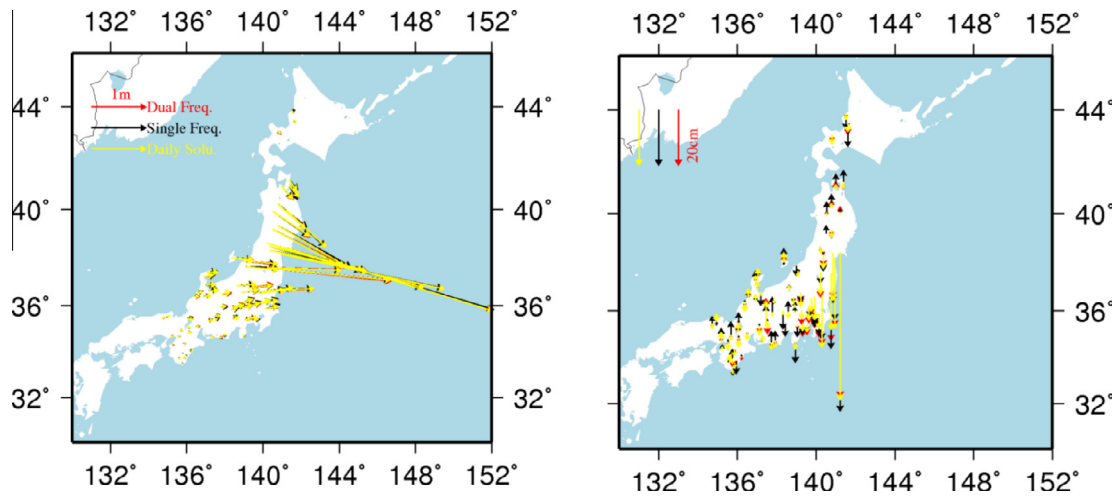 132° 136° 140° 144° 148° 152°
132° 136° 140° 144° 148° 152°
44° 44° 44°
1m
Dual Freq.
Single Freq.
Daily Solu.
20cm
40° 40° 40°
36° 36° 36°
32° 32° 32°
132° 136° 140° 144° 148° 152°
132° 136° 140° 144° 148° 152°